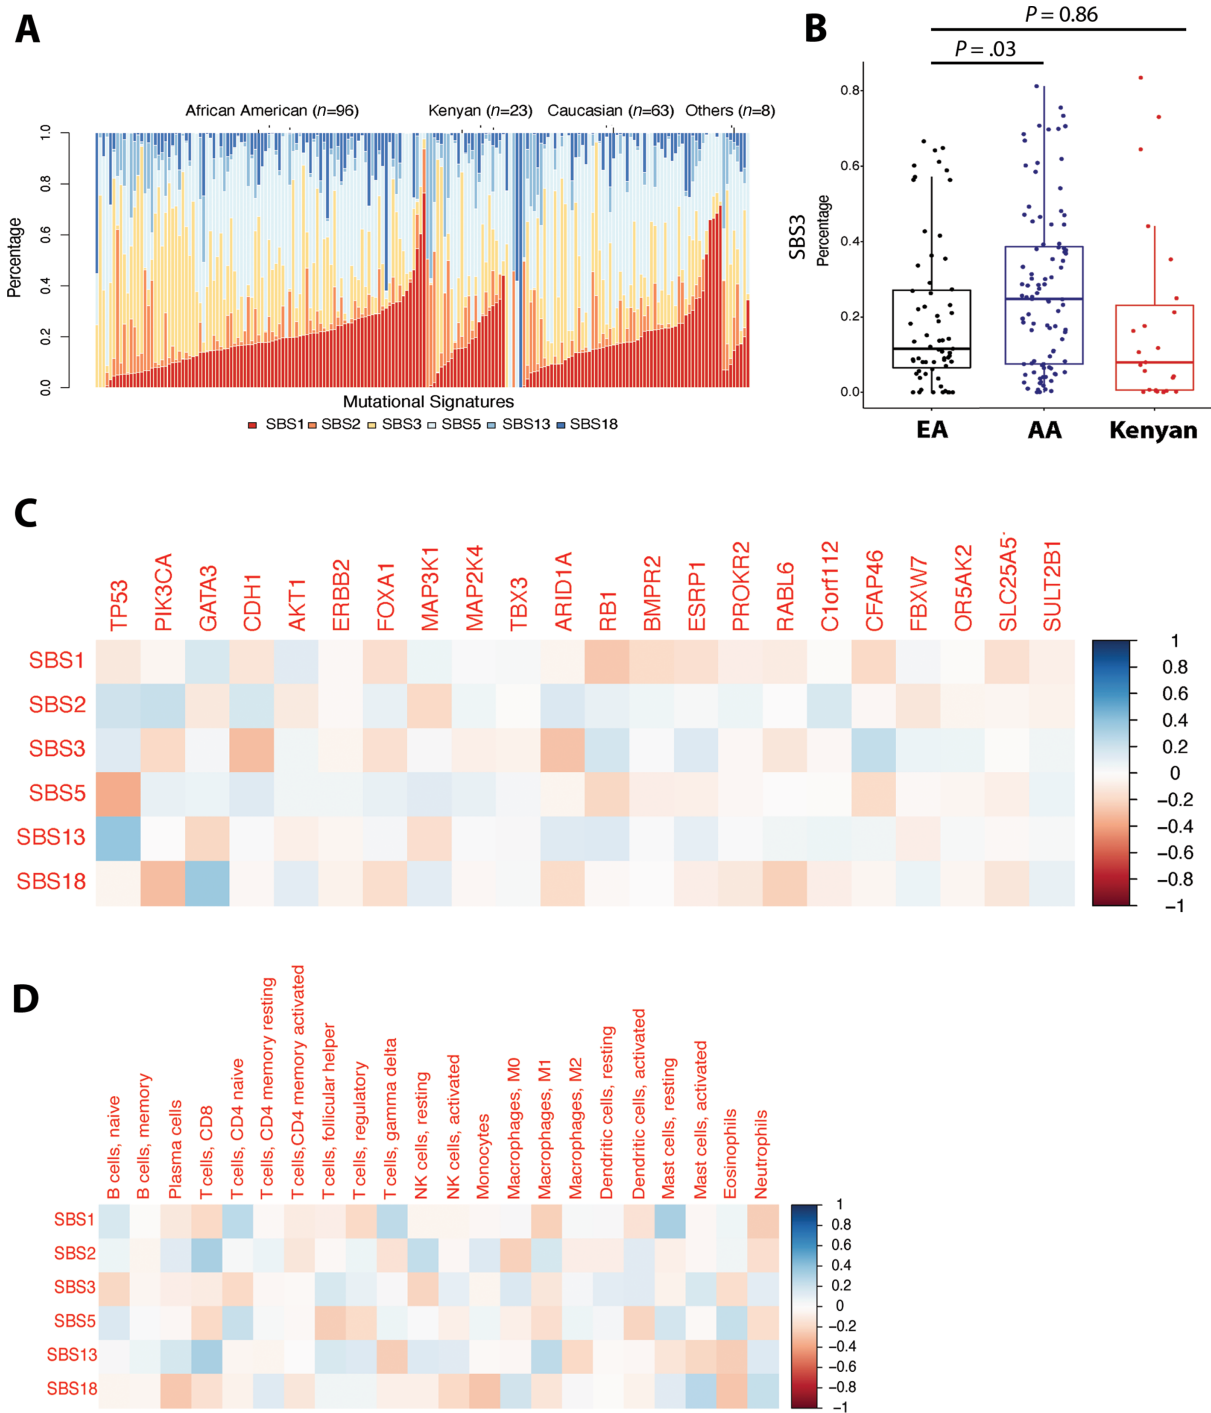 A
African American (n=96) Kenyan (n=23) Caucasian (n=63) Others (n=8)
Percentage
1.0
0.8
0.6
0.4
0.2
0.0
Mutational Signatures
SBS1 SBS2 SBS3 SBS5 SBS13 SBS18
B
P = 0.86
P = .03
SBS3
Percentage
0.8
0.6
0.4
0.2
0.0
EA AA Kenyan
C
TP53 PIK3CA GATA3 CDH1 AKT1 ERBB2 FOXA1 MAP3K1 MAP2K4 TBX3 ARID1A RB1 BMPR2 ESRP1 PROKR2 RABL6 C1orf112 CFAP46 FBXW7 OR5AK2 SLC25A5 SULT2B1
SBS1
SBS2
SBS3
SBS5
SBS13
SBS18
1
0.8
0.6
0.4
0.2
0
−0.2
−0.4
−0.6
−0.8
−1
D
B cells, naive
B cells, memory
Plasma cells
T cells, CD8
T cells, CD4 naive
T cells, CD4 memory resting
T cells,CD4 memory activated
T cells, follicular helper
T cells, regulatory
T cells, gamma delta
NK cells, resting
NK cells, activated
Monocytes
Macrophages, M0
Macrophages, M1
Macrophages, M2
Dendritic cells, resting
Dendritic cells, activated
Mast cells, resting
Mast cells, activated
Eosinophils
Neutrophils
SBS1
SBS2
SBS3
SBS5
SBS13
SBS18
1
0.8
0.6
0.4
0.2
0
−0.2
−0.4
−0.6
−0.8
−1